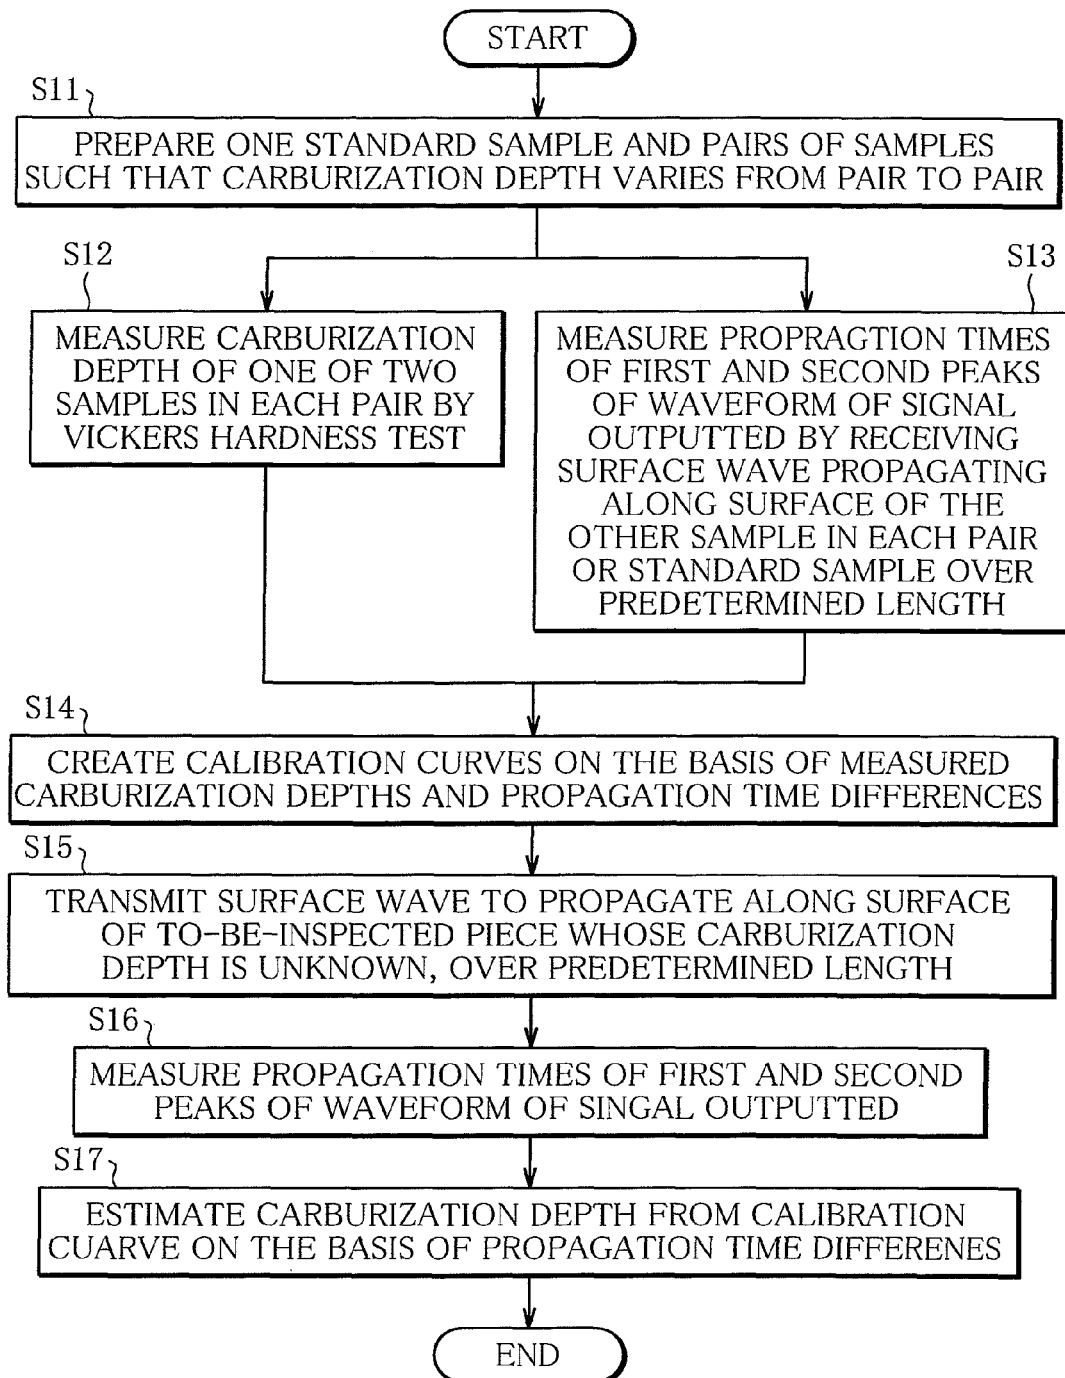 START
S11
PREPARE ONE STANDARD SAMPLE AND PAIRS OF SAMPLES
SUCH THAT CARBURIZATION DEPTH VARIES FROM PAIR TO PAIR
S12
MEASURE CARBURIZATION
DEPTH OF ONE OF TWO
SAMPLES IN EACH PAIR BY
VICKERS HARDNESS TEST
S13
MEASURE PROPRAGTION TIMES
OF FIRST AND SECOND PEAKS
OF WAVEFORM OF SIGNAL
OUTPUTTED BY RECEIVING
SURFACE WAVE PROPAGATING
ALONG SURFACE OF THE
OTHER SAMPLE IN EACH PAIR
OR STANDARD SAMPLE OVER
PREDETERMINED LENGTH
S14
CREATE CALIBRATION CURVES ON THE BASIS OF MEASURED
CARBURIZATION DEPTHS AND PROPAGATION TIME DIFFERENCES
S15
TRANSMIT SURFACE WAVE TO PROPAGATE ALONG SURFACE
OF TO-BE-INSPECTED PIECE WHOSE CARBURIZATION
DEPTH IS UNKNOWN, OVER PREDETERMINED LENGTH
S16
MEASURE PROPAGATION TIMES OF FIRST AND SECOND
PEAKS OF WAVEFORM OF SINGAL OUTPUTTED
S17
ESTIMATE CARBURIZATION DEPTH FROM CALIBRATION
CUARVE ON THE BASIS OF PROPAGATION TIME DIFFERENES
END